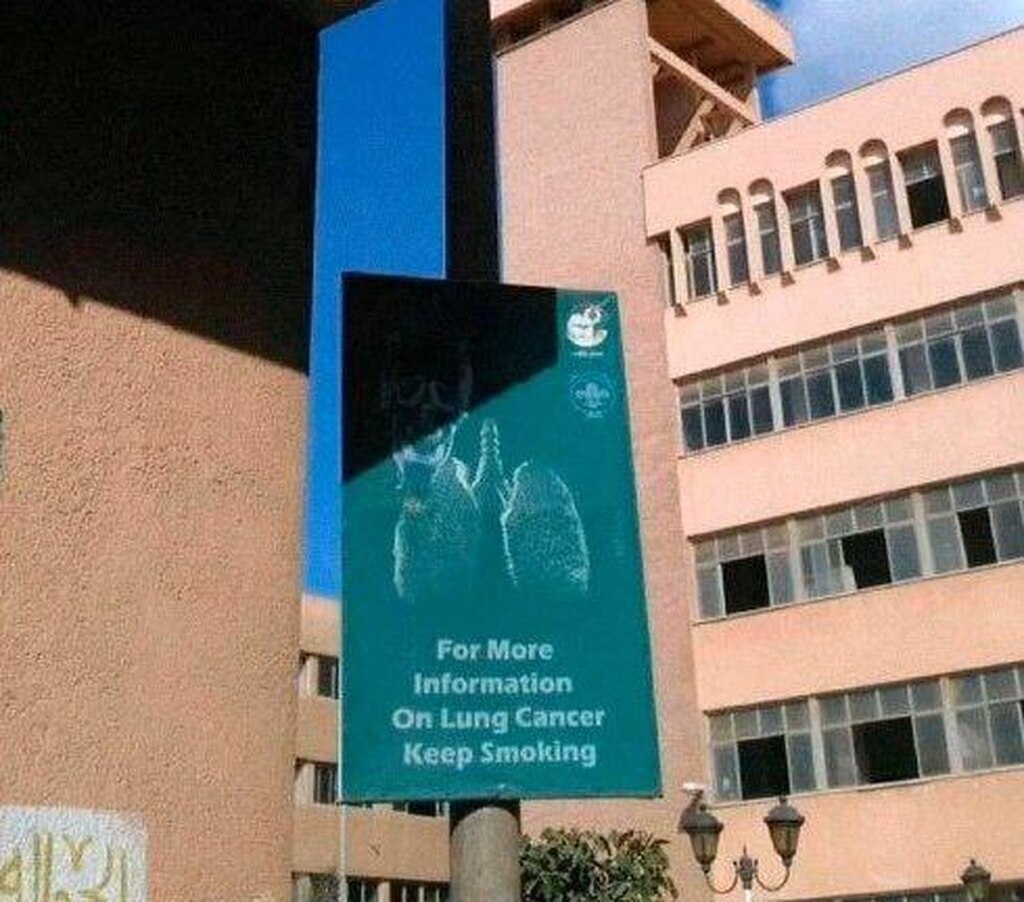 For More
Information
On Lung Cancer
Keep Smoking